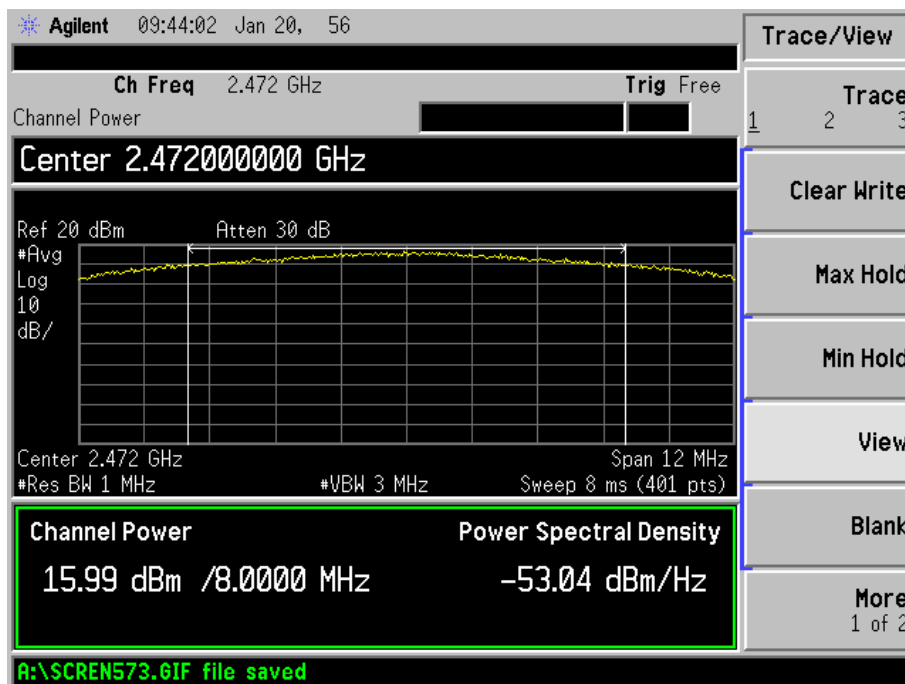 Agilent 09:44:02 Jan 20, 56
Trace/View
Ch Freq 2.472 GHz Trig Free
Channel Power
Trace
1 2 3
Center 2.472000000 GHz
Clear Write
Ref 20 dBm Atten 30 dB
#Avg
Log
10
dB/
Max Hold
Min Hold
View
Center 2.472 GHz Span 12 MHz
#Res BW 1 MHz #VBW 3 MHz Sweep 8 ms (401 pts)
Channel Power Power Spectral Density
15.99 dBm /8.0000 MHz -53.04 dBm/Hz
Blank
More
1 of 2
A:\SCREN573.GIF file saved